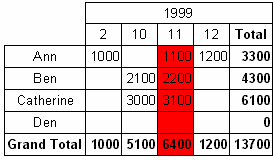 1999
2 10 11 12 Total
Ann 1000 1100 1200 3300
Ben 2100 2200 4300
Catherine 3000 3100 6100
Den 0
Grand Total 1000 5100 6400 1200 13700